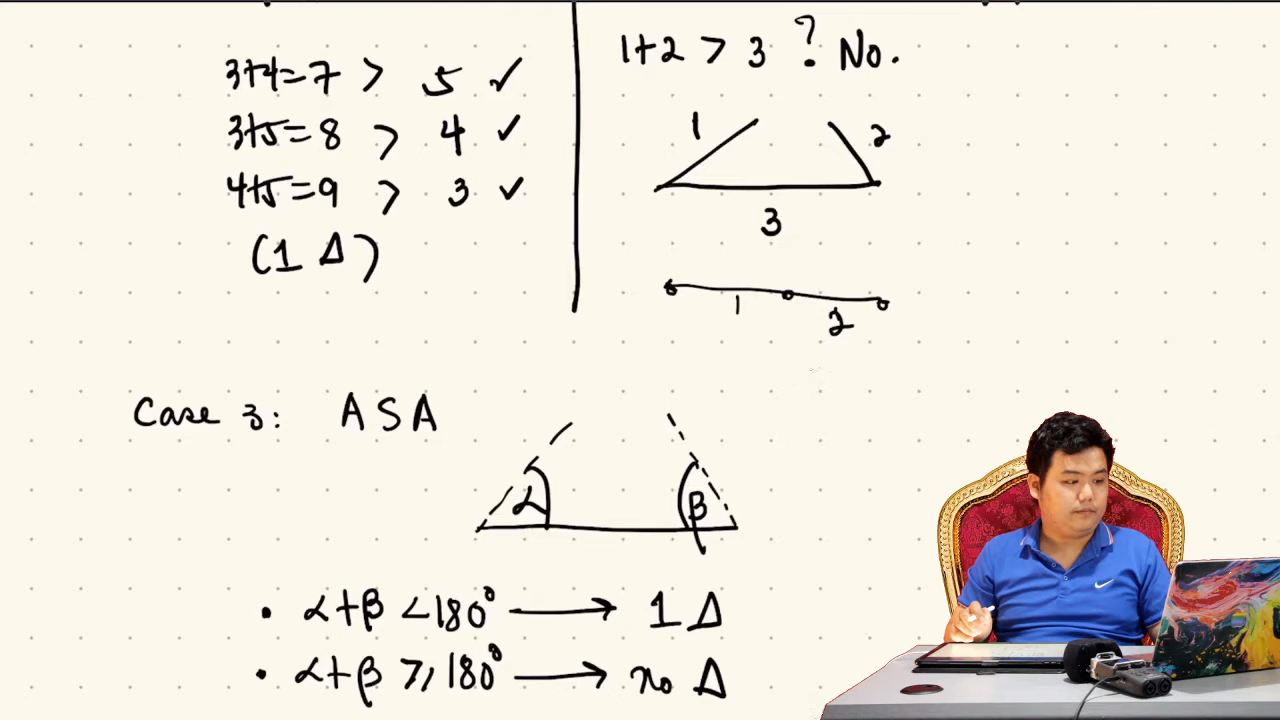 3+4=7 > 5 ✓
3+5=8 > 4 ✓
4+5=9 > 3 ✓
(1 Δ)
1+2 > 3 ? No.
1
2
3
1
2
Case 3: ASA
α
β
• α+β <180° → 1 Δ
• α+β ≥ 180° → no Δ